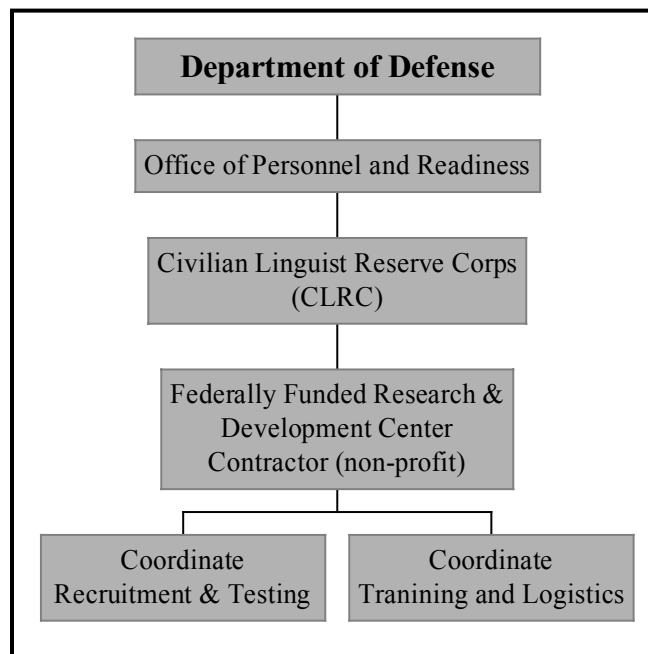 Department of Defense
Office of Personnel and Readiness
Civilian Linguist Reserve Corps
(CLRC)
Federally Funded Research &
Development Center
Contractor (non-profit)
Coordinate
Recruitment & Testing
Coordinate
Tranining and Logistics